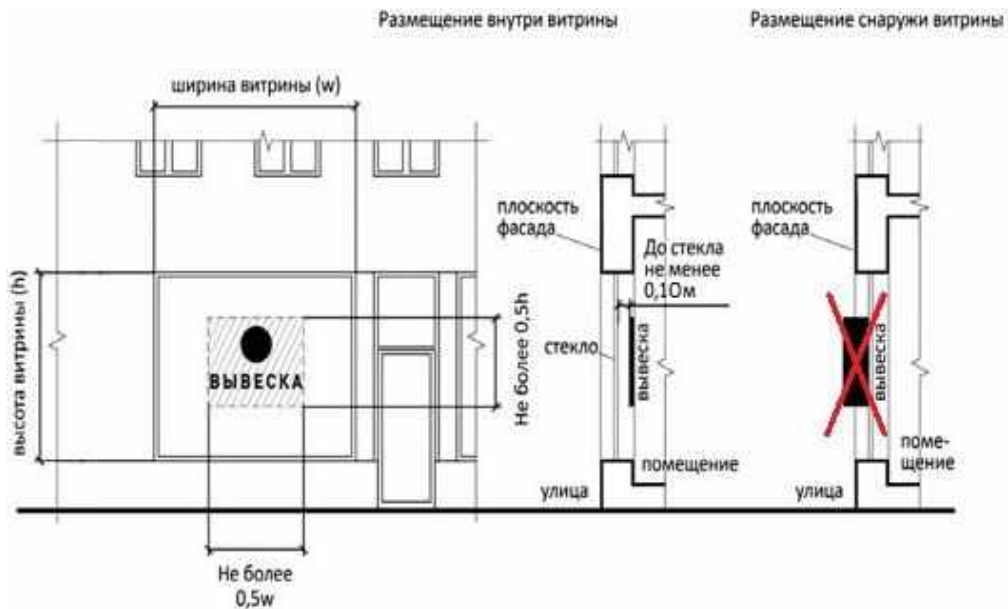 Размещение внутри витрины
Размещение снаружи витрины
ширина витрины (w)
высота витрины (h)
ВЫВЕСКА
Не более 0,5h
Не более
0,5w
плоскость
фасада
До стекла
не менее
0,10м
стекло
вывеска
помещение
улица
плоскость
фасада
вывеска
поме-
щение
улица